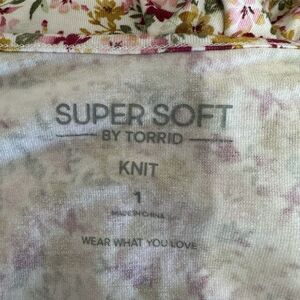 SUPER SOFT
BY TORRID
KNIT
1
MADE IN CHINA
WEAR WHAT YOU LOVE